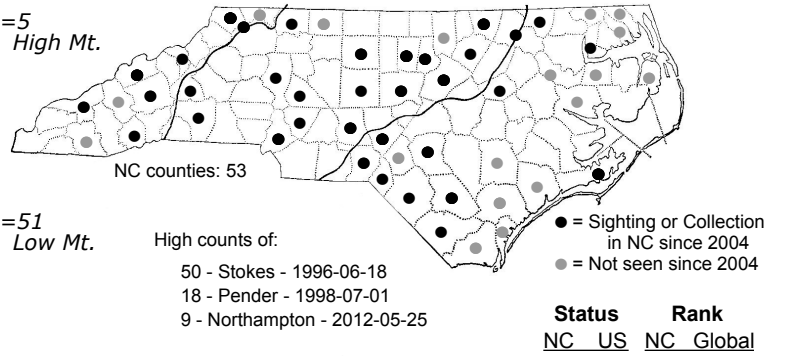 =5
High Mt.
NC counties: 53
=51
Low Mt.
High counts of:
50 - Stokes - 1996-06-18
18 - Pender - 1998-07-01
9 - Northampton - 2012-05-25
= Sighting or Collection
in NC since 2004
= Not seen since 2004
Status Rank
NC US NC Global